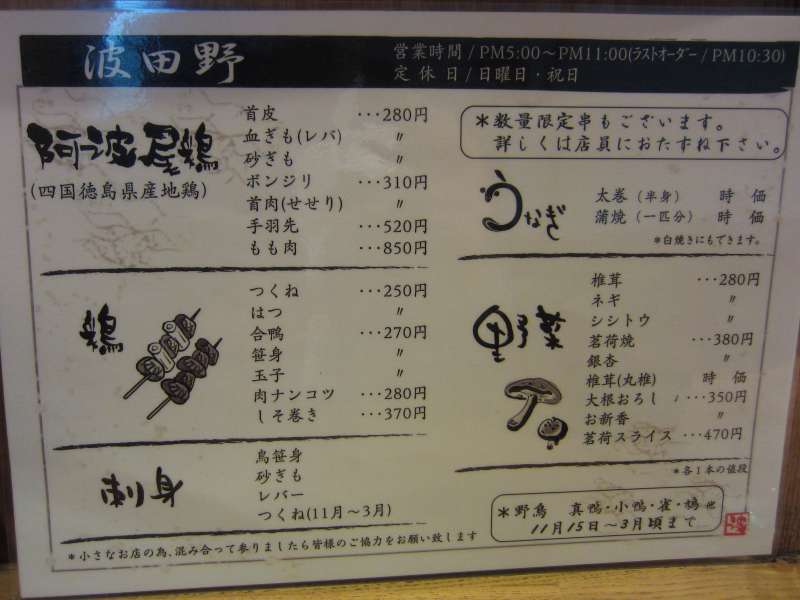 波田野
営業時間/PM5:00〜PM11:00(ラストオーダー/PM10:30)
定休日/日曜日・祝日
阿波尾鶏
(四国徳島県産地鶏)
首皮 ･･･280円
血ぎも(レバ) 〃
砂ぎも 〃
ボンジリ ･･･310円
首肉(せせり) 〃
手羽先 ･･･520円
もも肉 ･･･850円
鶏
つくね ･･･250円
はつ 〃
合鴨 ･･･270円
笹身 〃
玉子 〃
肉ナンコツ ･･･280円
しそ巻き ･･･370円
刺身
鳥笹身
砂ぎも
レバー
つくね(11月〜3月)
*小さなお店の為、混み合って参りましたら皆様のご協力をお願い致します
*数量限定串もございます。
詳しくは店員におたずね下さい。
うなぎ
太巻(半身) 時価
蒲焼(一匹分) 時価
*白焼きにもできます。
野菜
椎茸 ･･･280円
ネギ 〃
シシトウ 〃
茗荷焼 ･･･380円
銀杏 〃
椎茸(丸椎) 時価
大根おろし ･･･350円
お新香 〃
茗荷スライス ･･･470円
*各1本の値段
*野鳥 真鴨・小鴨・雀・鳩 他
11月15日〜3月頃まで